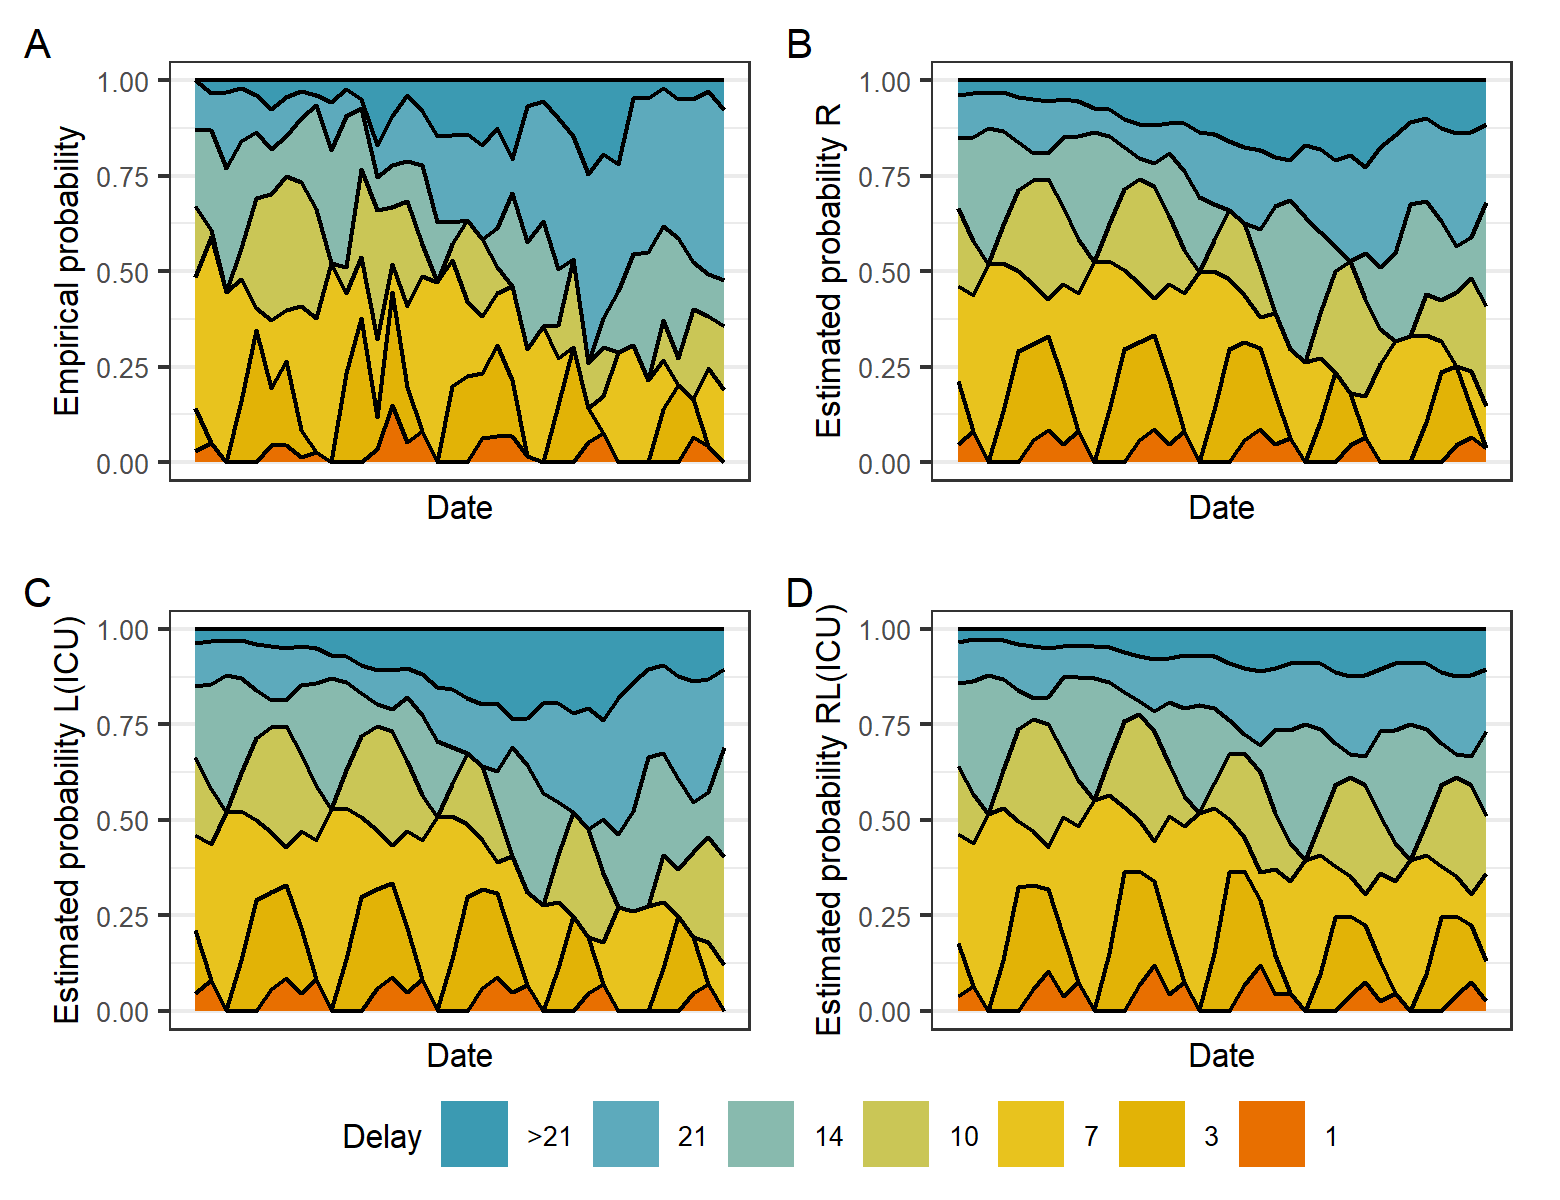 A
Empirical probability
1.00
0.75
0.50
0.25
0.00
Date
B
Estimated probability R
1.00
0.75
0.50
0.25
0.00
Date
C
Estimated probability L(ICU)
1.00
0.75
0.50
0.25
0.00
Date
D
Estimated probability RL(ICU)
1.00
0.75
0.50
0.25
0.00
Date
Delay >21 21 14 10 7 3 1